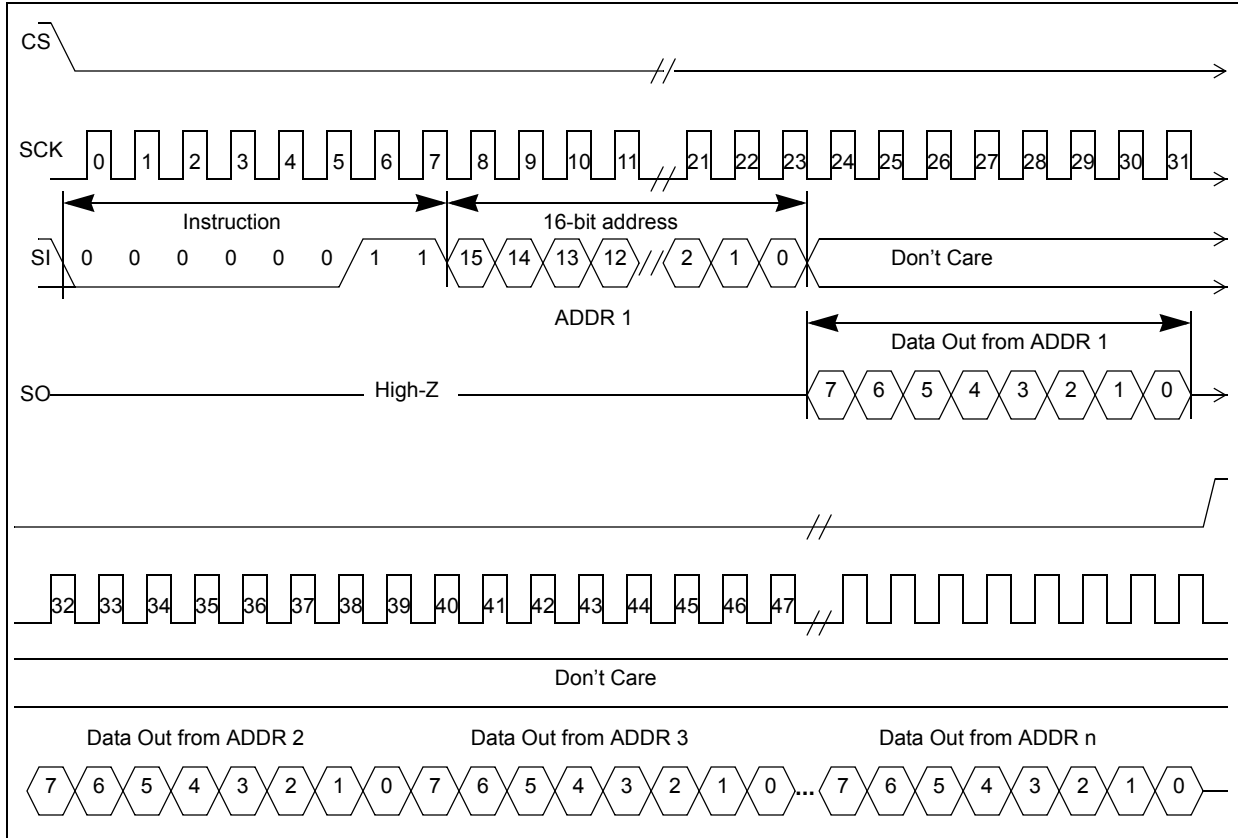 CS
SCK 0 1 2 3 4 5 6 7 8 9 10 11 21 22 23 24 25 26 27 28 29 30 31
Instruction 16-bit address
SI 0 0 0 0 0 0 1 1 15 14 13 12 2 1 0 Don't Care
ADDR 1
Data Out from ADDR 1
SO High-Z 7 6 5 4 3 2 1 0
32 33 34 35 36 37 38 39 40 41 42 43 44 45 46 47
Don't Care
Data Out from ADDR 2 Data Out from ADDR 3 Data Out from ADDR n
7 6 5 4 3 2 1 0 7 6 5 4 3 2 1 0 ... 7 6 5 4 3 2 1 0